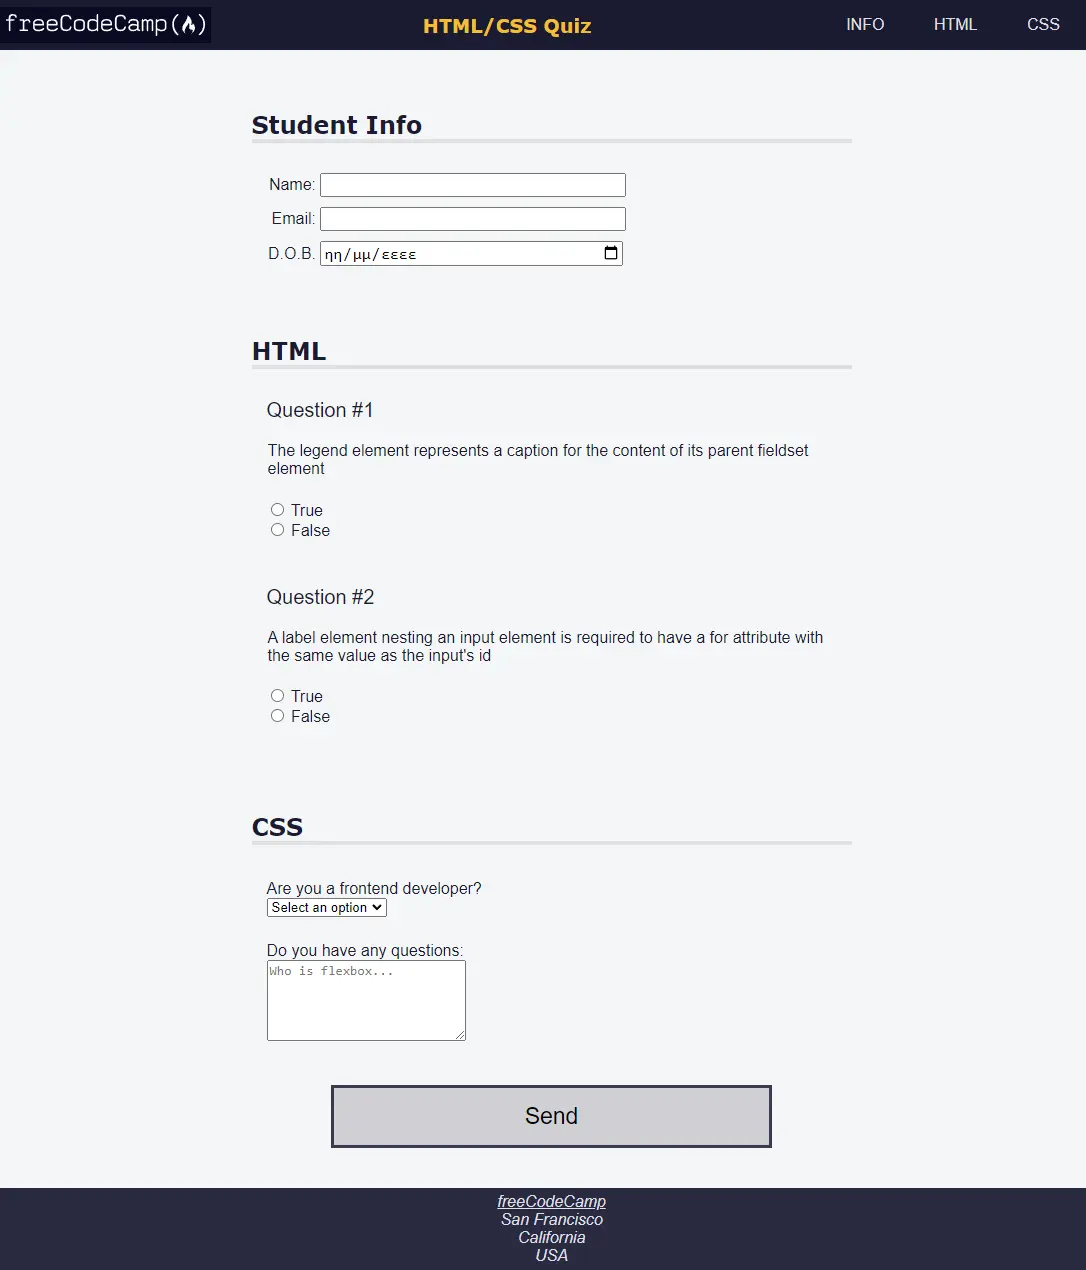 freeCodeCamp(🔥)
HTML/CSS Quiz
INFO
HTML
CSS
Student Info
Name:
Email:
D.O.B.
ηη/μμ/εεεε
HTML
Question #1
The legend element represents a caption for the content of its parent fieldset
element
True
False
Question #2
A label element nesting an input element is required to have a for attribute with
the same value as the input's id
True
False
CSS
Are you a frontend developer?
Select an option
Do you have any questions:
Who is flexbox...
Send
freeCodeCamp
San Francisco
California
USA